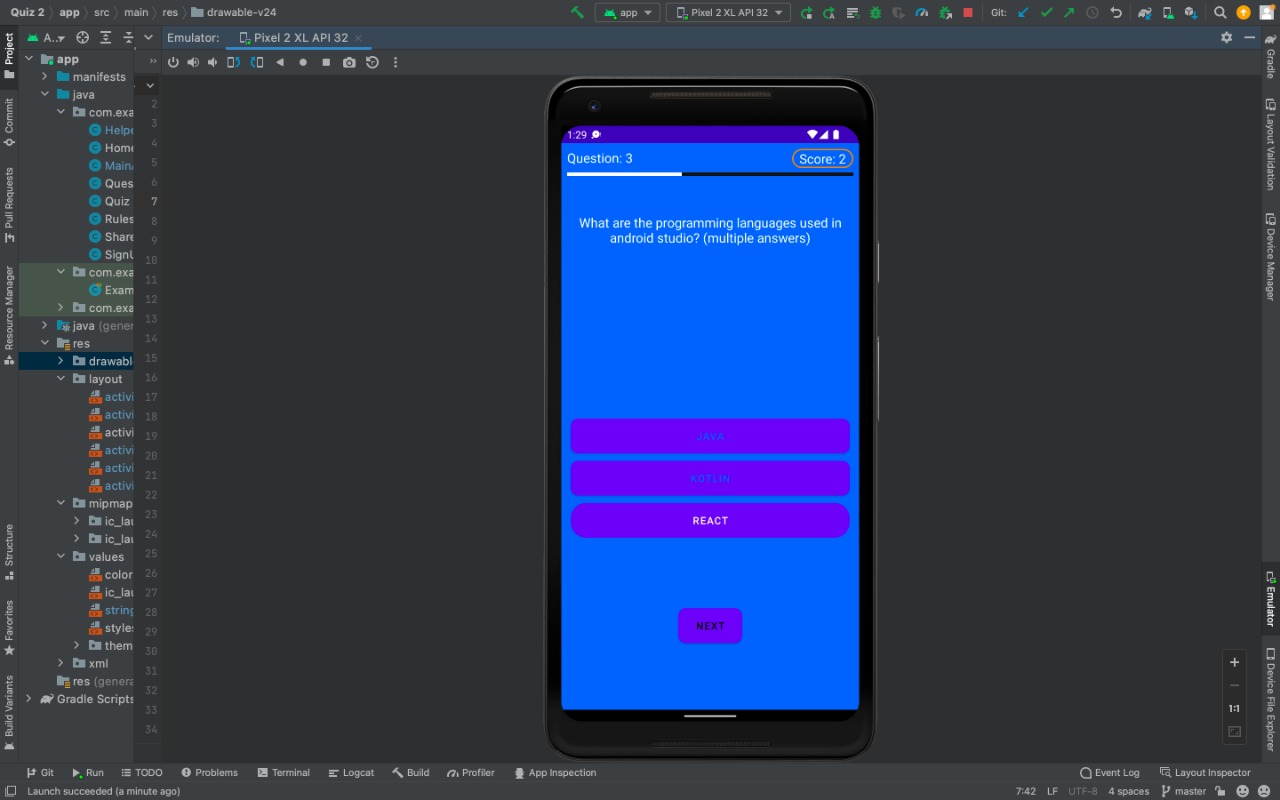 Quiz 2 app src main res drawable-v24 app Pixel 2 XL API 32 Git:
A... Emulator: Pixel 2 XL API 32
Project
Commit
Pull Requests
Resource Manager
Structure
Favorites
Build Variants
app
manifests
java
com.exa
Helpe
Home
Main
Ques
Quiz
Rules
Share
SignU
com.exa
Exam
com.exa
java (gener
res
drawabl
layout
activi
activi
activi
activi
activi
activi
mipmap
ic_lau
ic_lau
values
color
ic_lau
string
styles
them
xml
res (genera
Gradle Scripts
2
3
4
5
6
7
8
9
10
11
12
13
14
15
16
17
18
19
20
21
22
23
24
25
26
27
28
29
30
31
32
33
34
1:29
Question: 3 Score: 2
What are the programming languages used in
android studio? (multiple answers)
JAVA
KOTLIN
REACT
NEXT
Gradle
Layout Validation
Device Manager
Emulator
Device File Explorer
1:1
Git Run TODO Problems Terminal Logcat Build Profiler App Inspection Event Log Layout Inspector
Launch succeeded (a minute ago) 7:42 LF UTF-8 4 spaces master